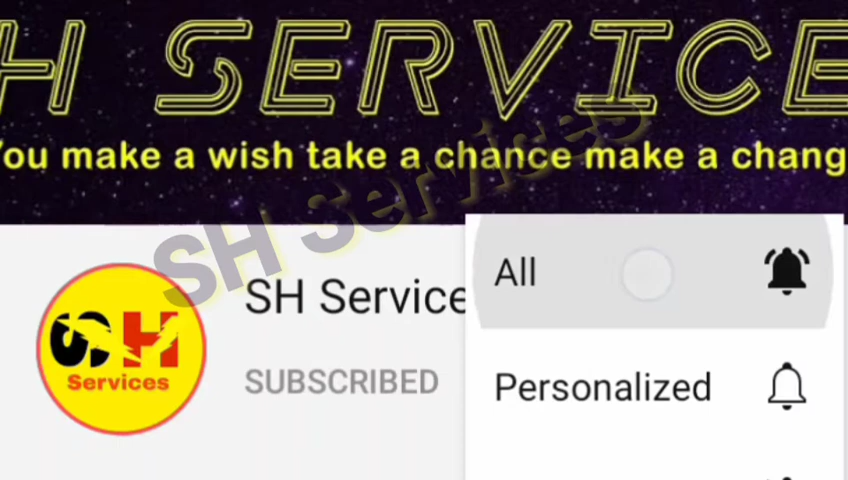 H SERVICE
You make a wish take a chance make a chang
SH Services
All
SH Service
SH
Services
SUBSCRIBED
Personalized